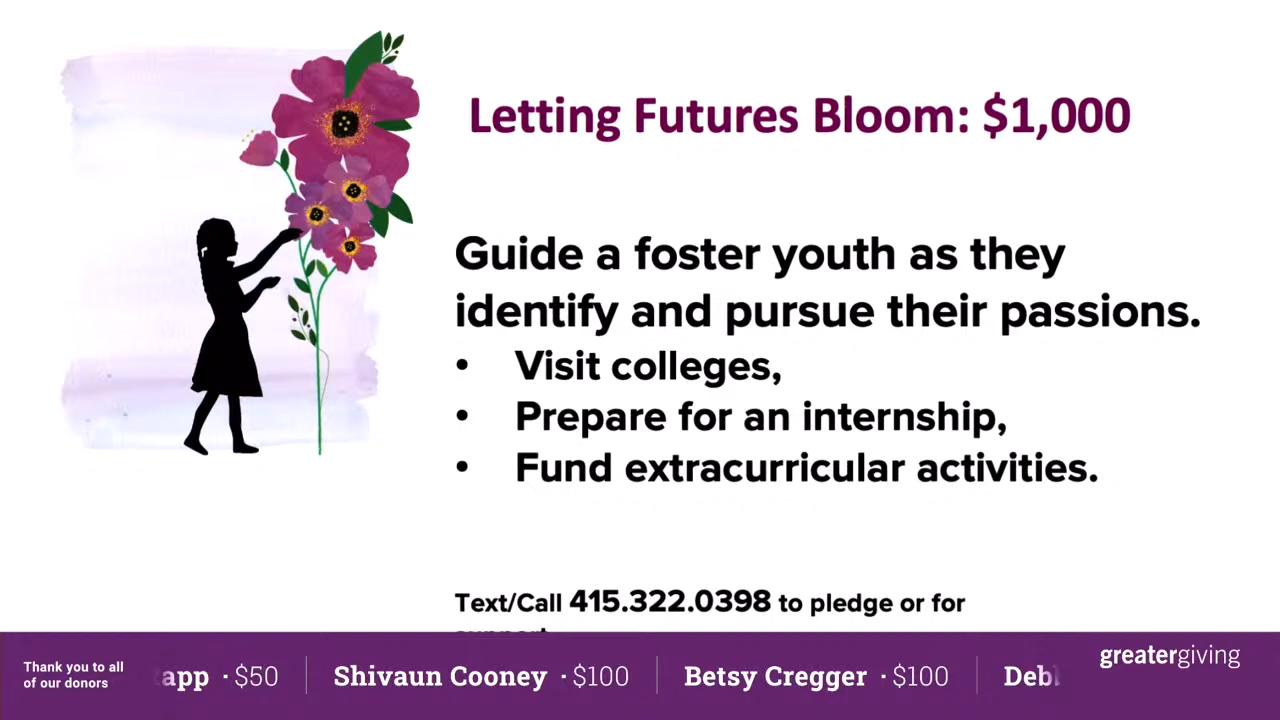 Letting Futures Bloom: $1,000
Guide a foster youth as they
identify and pursue their passions.
• Visit colleges,
• Prepare for an internship,
• Fund extracurricular activities.
Text/Call 415.322.0398 to pledge or for
Thank you to all
of our donors
app · $50 Shivaun Cooney · $100 Betsy Cregger · $100
greatergiving